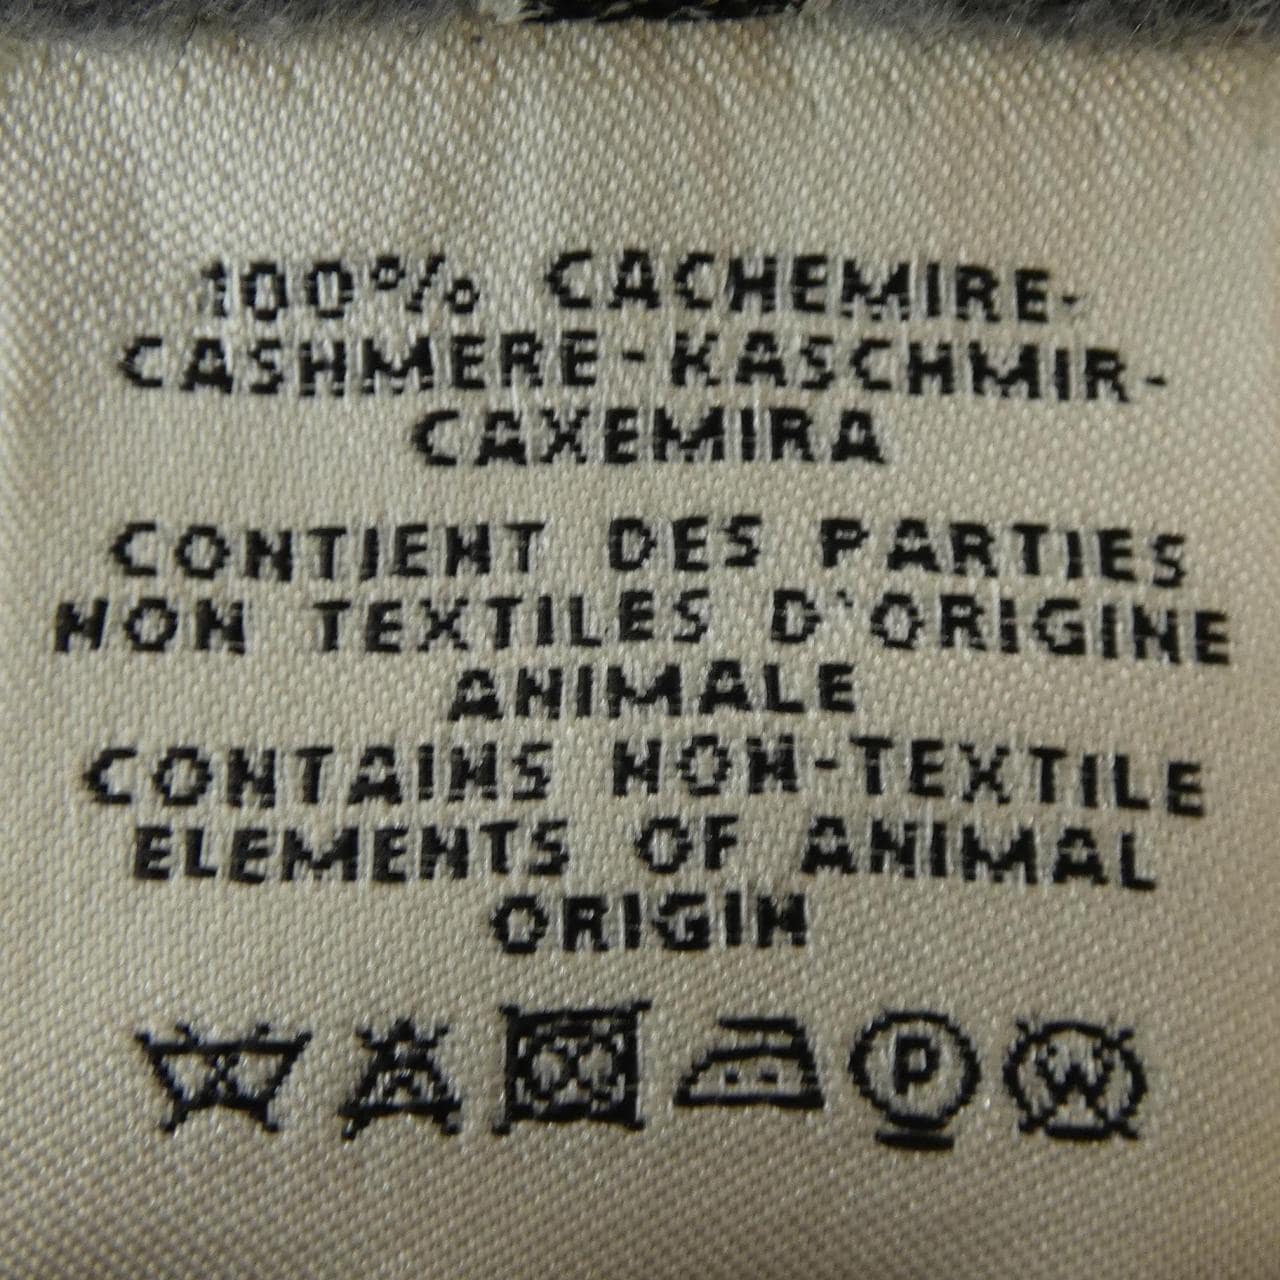 100% CACHEMIRE-
CASHMERE-KASCHMIR-
CAXEMIRA
CONTIENT DES PARTIES
NON TEXTILES D'ORIGINE
ANIMALE
CONTAINS NON-TEXTILE
ELEMENTS OF ANIMAL
ORIGIN
P W